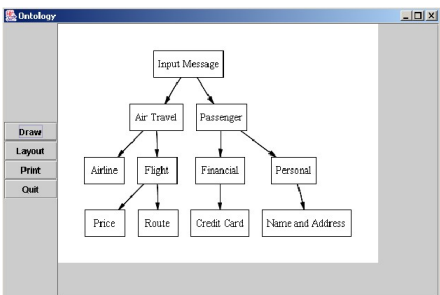 Ontology
Draw
Layout
Print
Quit
Input Message
Air Travel
Passenger
Airline
Flight
Financial
Personal
Price
Route
Credit Card
Name and Address